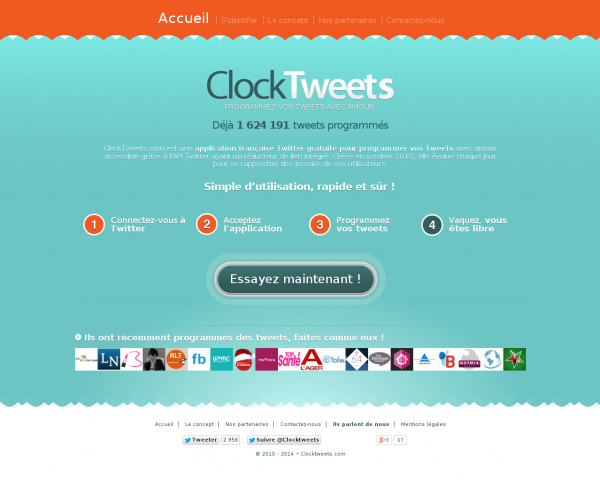 Accueil | S'identifier | Le concept | Nos partenaires | Contactez-nous
ClockTweets
PROGRAMMEZ VOS TWEETS AVEC AMOUR
Déjà 1 624 191 tweets programmés
ClockTweets.com est une application française Twitter gratuite pour programmer vos Tweets avec amour
accessible grâce à l'API Twitter ayant un réducteur de lien intégré. Créée en octobre 2010, elle évolue chaque jour
pour se rapprocher des besoins de ses utilisateurs.
Simple d'utilisation, rapide et sûr !
1 Connectez-vous à
Twitter
2 Acceptez
l'application
3 Programmez
vos tweets
4 Vaquez, vous
êtes libre
Essayez maintenant !
Ils ont récemment programmés des tweets, faîtes comme eux !
LN
RLT
fb
upmc
TOP Santé
A
L'AGEFI
64
HOTMIX
Accueil | Le concept | Nos partenaires | Contactez-nous | Ils parlent de nous | Mentions légales
Tweeter 2 956 Suivre @Clocktweets g+1 67
© 2010 - 2014 • Clocktweets.com